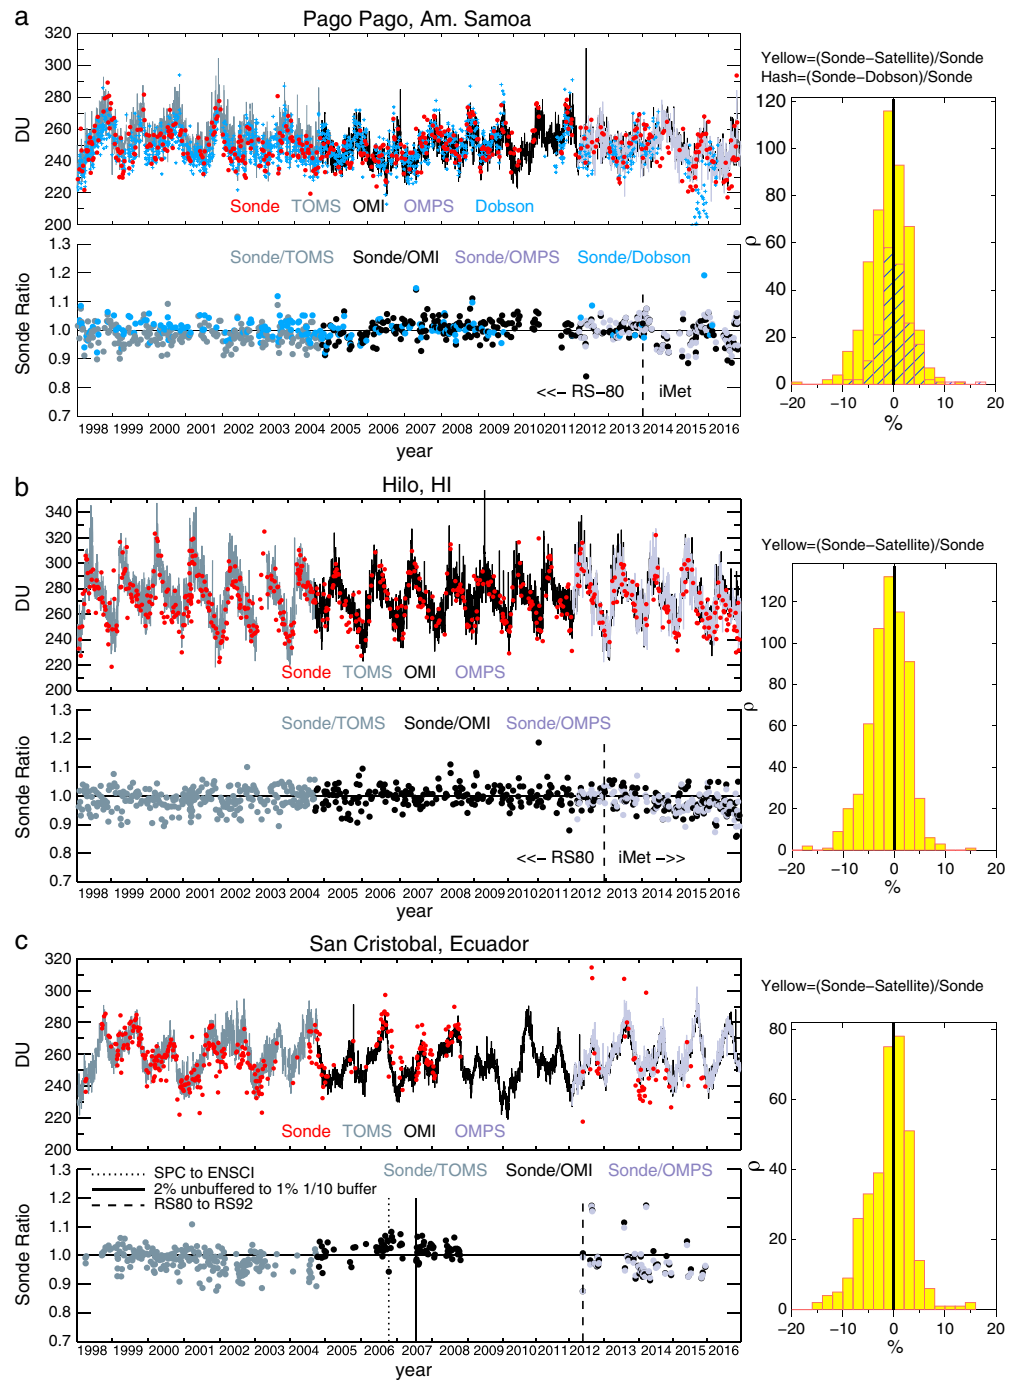 a
Pago Pago, Am. Samoa
320
300
280
260
240
220
200
DU
Sonde TOMS OMI OMPS Dobson
Yellow=(Sonde−Satellite)/Sonde
Hash=(Sonde−Dobson)/Sonde
120
100
80
60
40
20
0
ρ
−20 −10 0 10 20
%
1.3
1.2
1.1
1.0
0.9
0.8
0.7
Sonde Ratio
Sonde/TOMS Sonde/OMI Sonde/OMPS Sonde/Dobson
<<− RS−80 iMet
1998 1999 2000 2001 2002 2003 2004 2005 2006 2007 2008 2009 2010 2011 2012 2013 2014 2015 2016
year
b
Hilo, HI
340
320
300
280
260
240
220
200
DU
Sonde TOMS OMI OMPS
Yellow=(Sonde−Satellite)/Sonde
120
100
80
60
40
20
0
ρ
−20 −10 0 10 20
%
1.3
1.2
1.1
1.0
0.9
0.8
0.7
Sonde Ratio
Sonde/TOMS Sonde/OMI Sonde/OMPS
<<− RS80 iMet −>>
1998 1999 2000 2001 2002 2003 2004 2005 2006 2007 2008 2009 2010 2011 2012 2013 2014 2015 2016
year
c
San Cristobal, Ecuador
320
300
280
260
240
220
200
DU
Sonde TOMS OMI OMPS
Yellow=(Sonde−Satellite)/Sonde
80
60
40
20
0
ρ
−20 −10 0 10 20
%
1.3
1.2
1.1
1.0
0.9
0.8
0.7
Sonde Ratio
SPC to ENSCI
2% unbuffered to 1% 1/10 buffer
RS80 to RS92
Sonde/TOMS Sonde/OMI Sonde/OMPS
1998 1999 2000 2001 2002 2003 2004 2005 2006 2007 2008 2009 2010 2011 2012 2013 2014 2015 2016
year